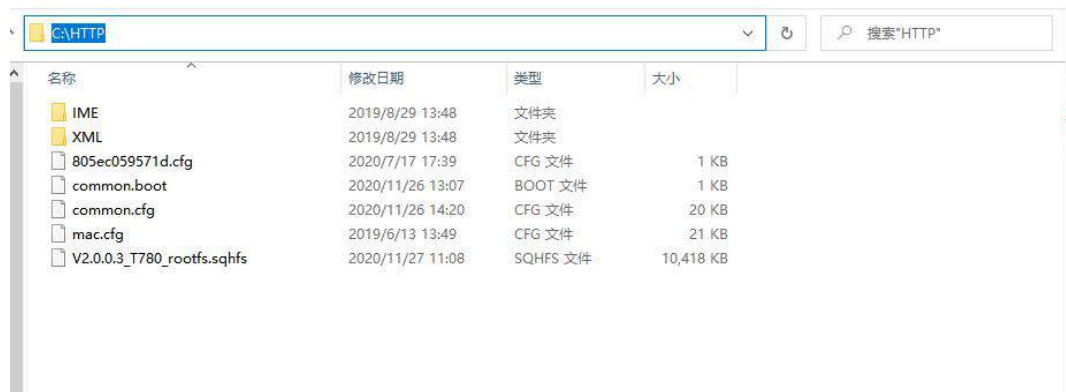 C:\HTTP 搜索"HTTP"
名称 修改日期 类型 大小
IME 2019/8/29 13:48 文件夹
XML 2019/8/29 13:48 文件夹
805ec059571d.cfg 2020/7/17 17:39 CFG 文件 1 KB
common.boot 2020/11/26 13:07 BOOT 文件 1 KB
common.cfg 2020/11/26 14:20 CFG 文件 20 KB
mac.cfg 2019/6/13 13:49 CFG 文件 21 KB
V2.0.0.3_T780_rootfs.sqhfs 2020/11/27 11:08 SQHFS 文件 10,418 KB